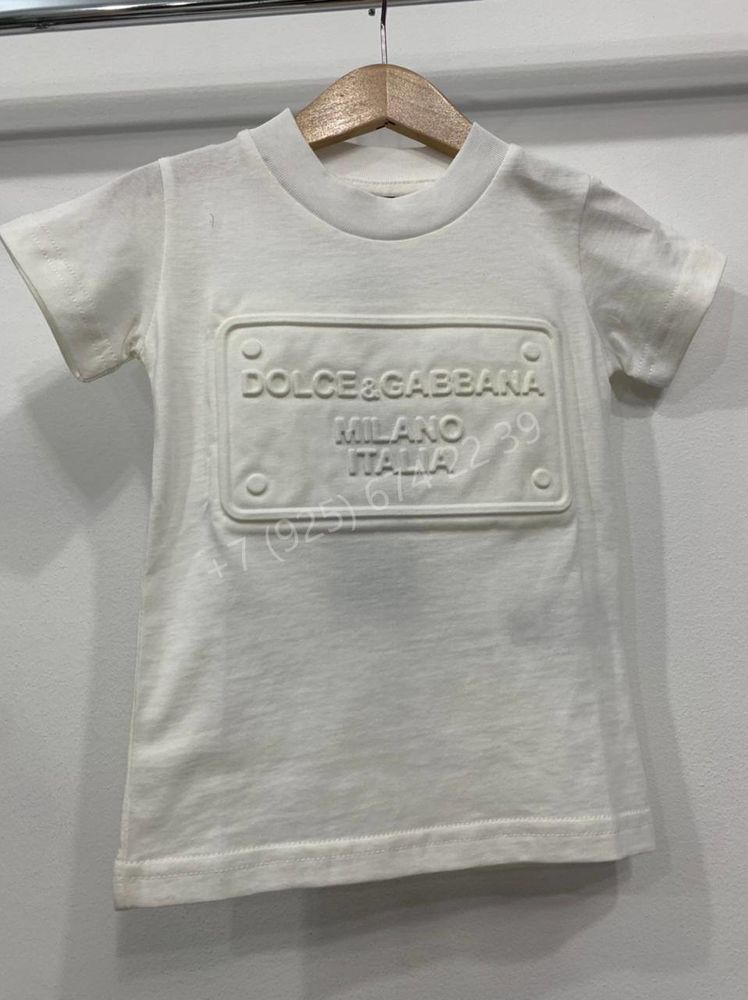 DOLCE&GABBANA
MILANO
ITALIA
+7 (925) 674 22 39